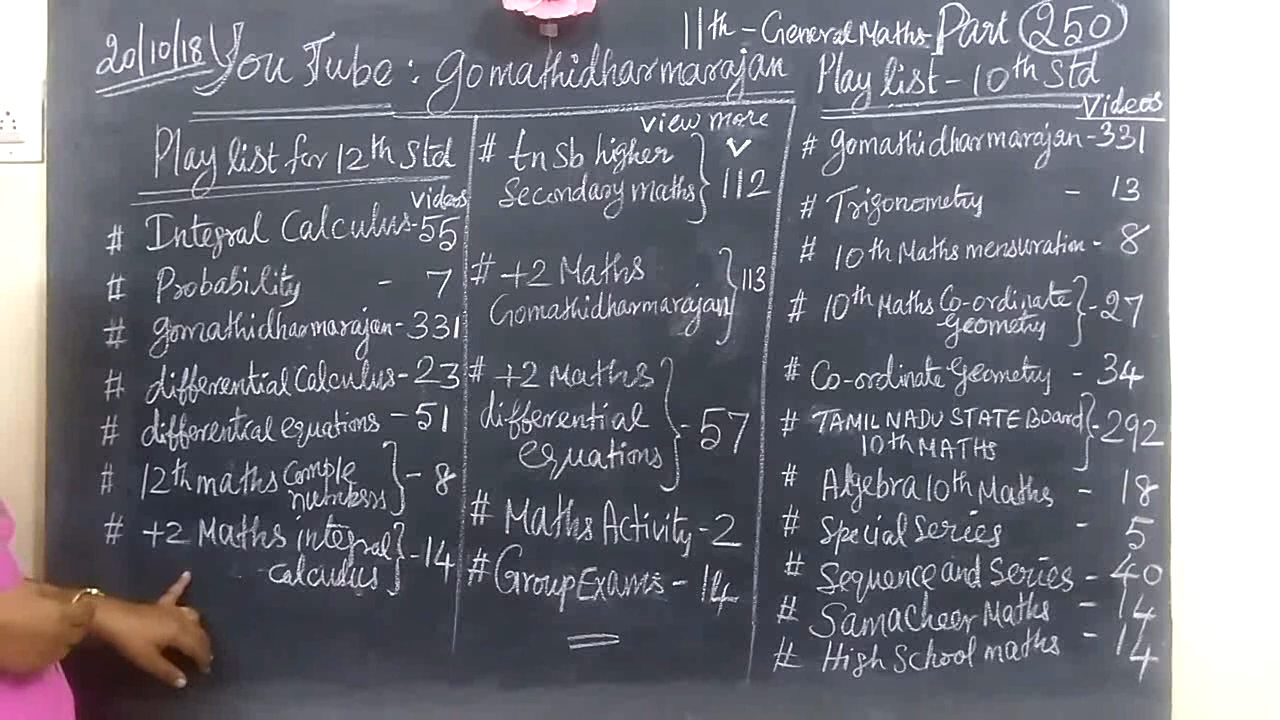 20/10/18 YouTube : gomathidharmarajan
11th - General Maths - Part 250
Play list for 12th Std
Videos
# Integral Calculus - 55
# Probability - 7
# gomathidharmarajan - 331
# differential Calculus - 23
# differential equations - 51
# 12th maths comple
numbers } - 8
# +2 Maths integral
calculus } - 14
view more
# tn Sb higher
Secondary maths } 112
# +2 Maths
Gomathidharmarajan } 113
# +2 Maths
differential
equations } - 57
# Maths Activity - 2
# Group Exams - 14
Play list - 10th Std
Videos
# gomathidharmarajan - 331
# Trigonometry - 13
# 10th Maths mensuration - 8
# 10th Maths Co-ordinate
Geometry } - 27
# Co-ordinate Geometry - 34
# TAMIL NADU STATE BOARD
10th MATHS } - 292
# Algebra 10th Maths - 18
# Special Series - 5
# Sequence and Series - 40
# Samacheer Maths - 14
# High School maths - 14